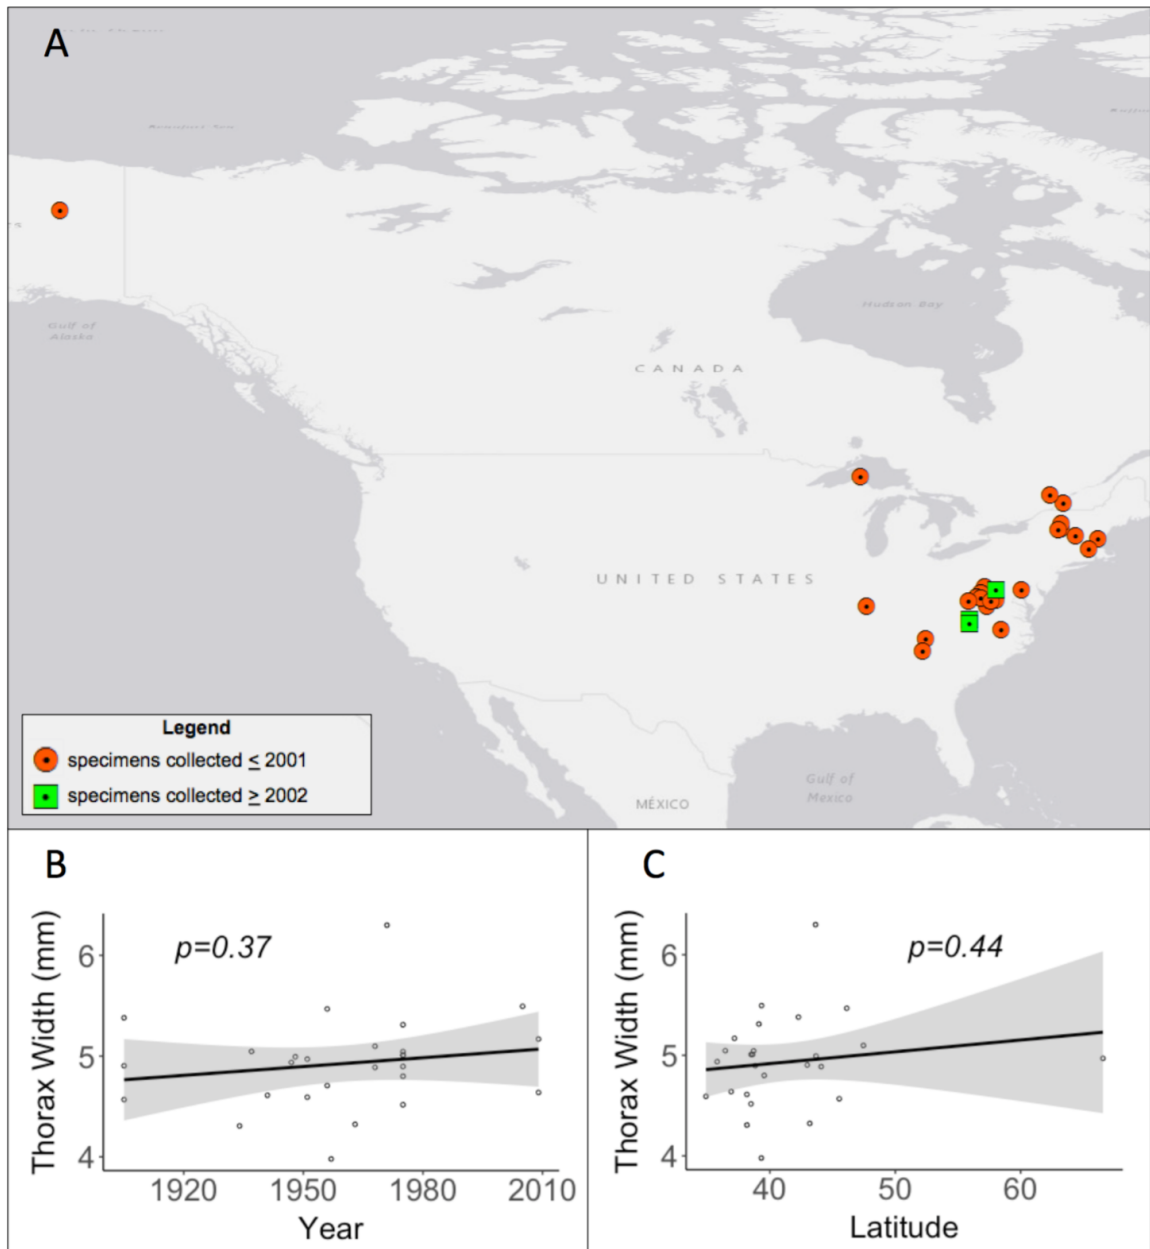 A
Gulf of
Alaska
Hudson Bay
CANADA
UNITED STATES
MÉXICO
Gulf of
Mexico
Legend
specimens collected ≤ 2001
specimens collected ≥ 2002
B
p=0.37
Thorax Width (mm)
6
5
4
1920 1950 1980 2010
Year
C
p=0.44
Thorax Width (mm)
6
5
4
40 50 60
Latitude